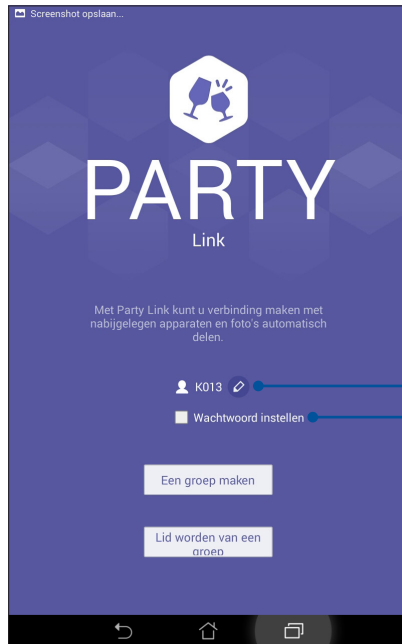 Screenshot opslaan...
PARTY
Link
Met Party Link kunt u verbinding maken met
nabijgelegen apparaten en foto's automatisch
delen.
K013
Wachtwoord instellen
Een groep maken
Lid worden van een
groep